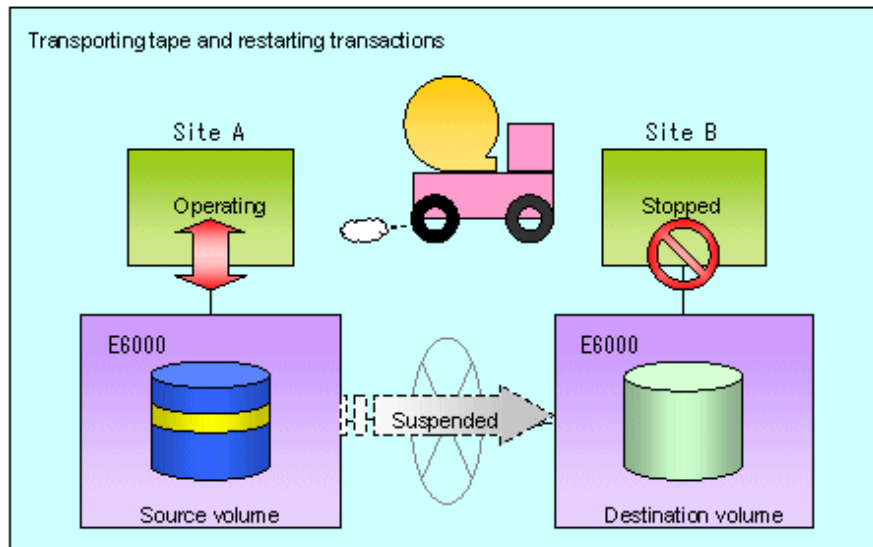 Transporting tape and restarting transactions
Site A
Site B
Operating
Stopped
E6000
E6000
Suspended
Source volume
Destination volume